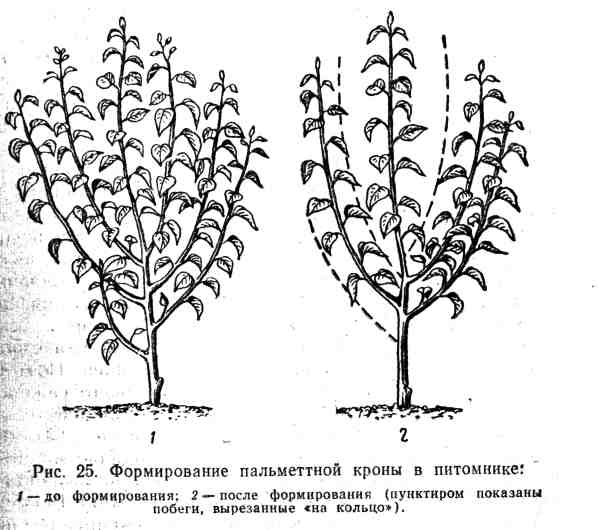 1
2
Рис. 25. Формирование пальметтной кроны в питомнике:
1 — до формирования; 2 — после формирования (пунктиром показаны
побеги, вырезанные «на кольцо»).